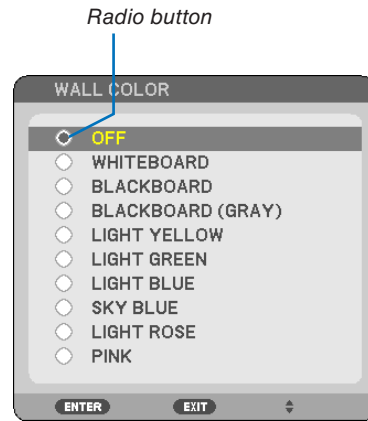 Radio button
WALL COLOR
OFF
WHITEBOARD
BLACKBOARD
BLACKBOARD (GRAY)
LIGHT YELLOW
LIGHT GREEN
LIGHT BLUE
SKY BLUE
LIGHT ROSE
PINK
ENTER EXIT